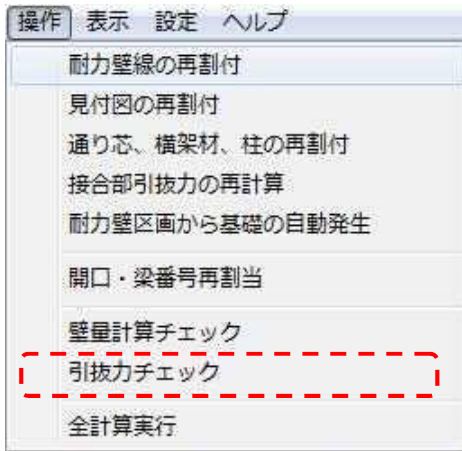 操作 表示 設定 ヘルプ
耐力壁線の再割付
見付図の再割付
通り芯、横架材、柱の再割付
接合部引抜力の再計算
耐力壁区画から基礎の自動発生
開口・梁番号再割当
壁量計算チェック
引抜力チェック
全計算実行